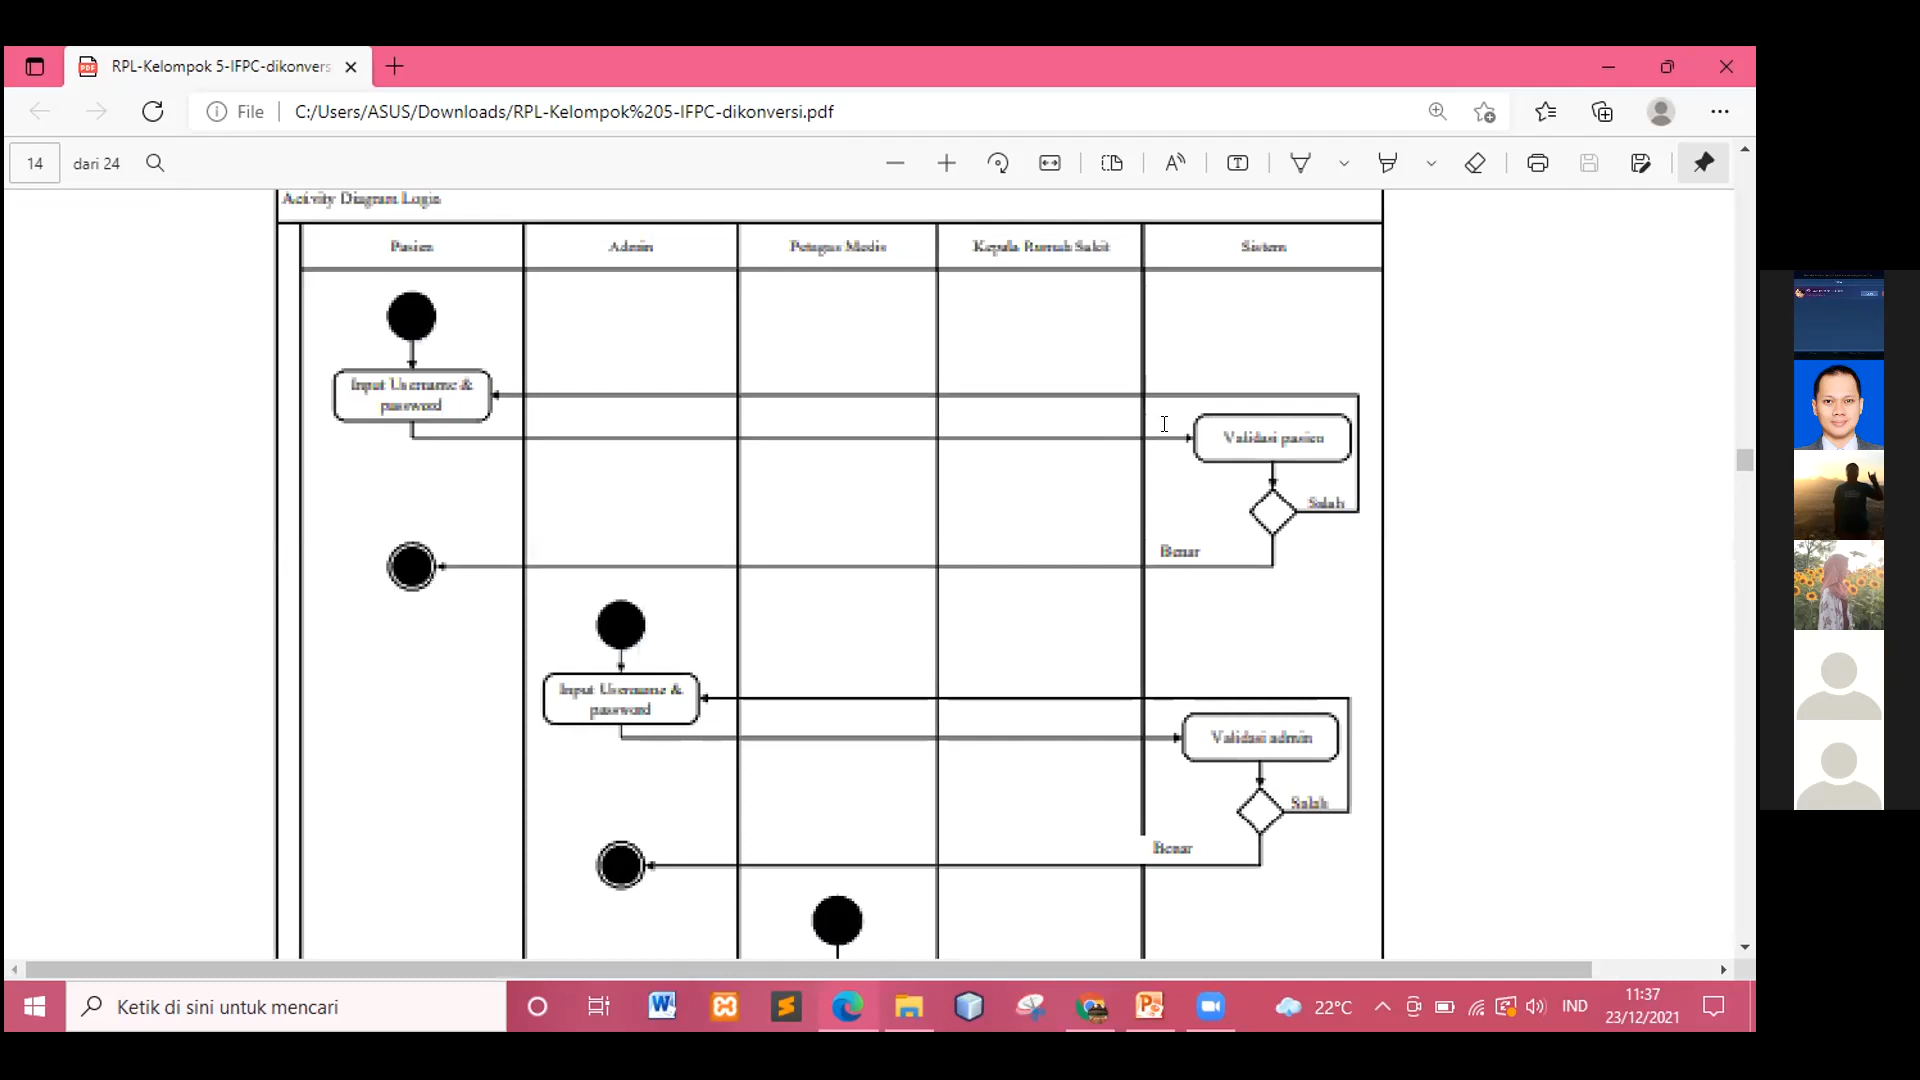 RPL-Kelompok 5-IFPC-dikonvers
File
C:/Users/ASUS/Downloads/RPL-Kelompok%205-IFPC-dikonversi.pdf
14 dari 24
Activity Diagram Login
Pasien Admin Petugas Medis Kepala Rumah Sakit Sistem
Input Username &
password
Validasi pasien
Salah
Benar
Input Username &
password
Validasi admin
Salah
Benar
Ketik di sini untuk mencari
22°C
IND
11:37
23/12/2021